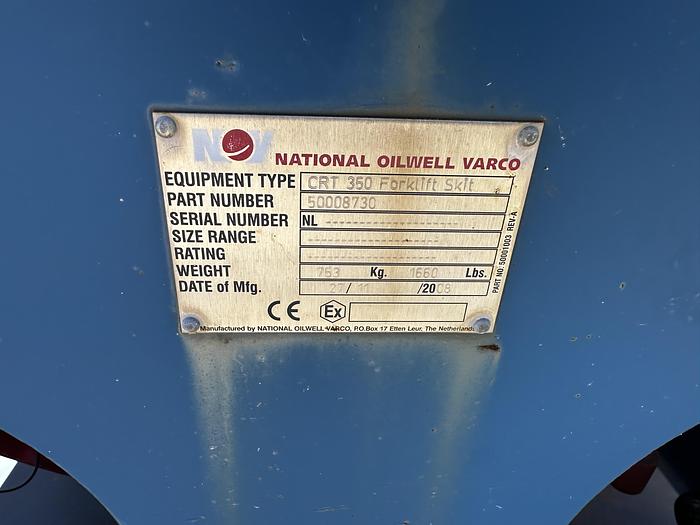 NOV
NATIONAL OILWELL VARCO
EQUIPMENT TYPE CRT 350 Forklift Skit
PART NUMBER 50008730
SERIAL NUMBER NL --------------------
SIZE RANGE --------------------
RATING --------------------
WEIGHT 753 Kg. 1660 Lbs.
DATE of Mfg. 27/ 11 /2008
CE Ex
Manufactured by NATIONAL OILWELL VARCO, P.O.Box 17 Etten Leur, The Netherlands
PART NO: 50001003 REV-A